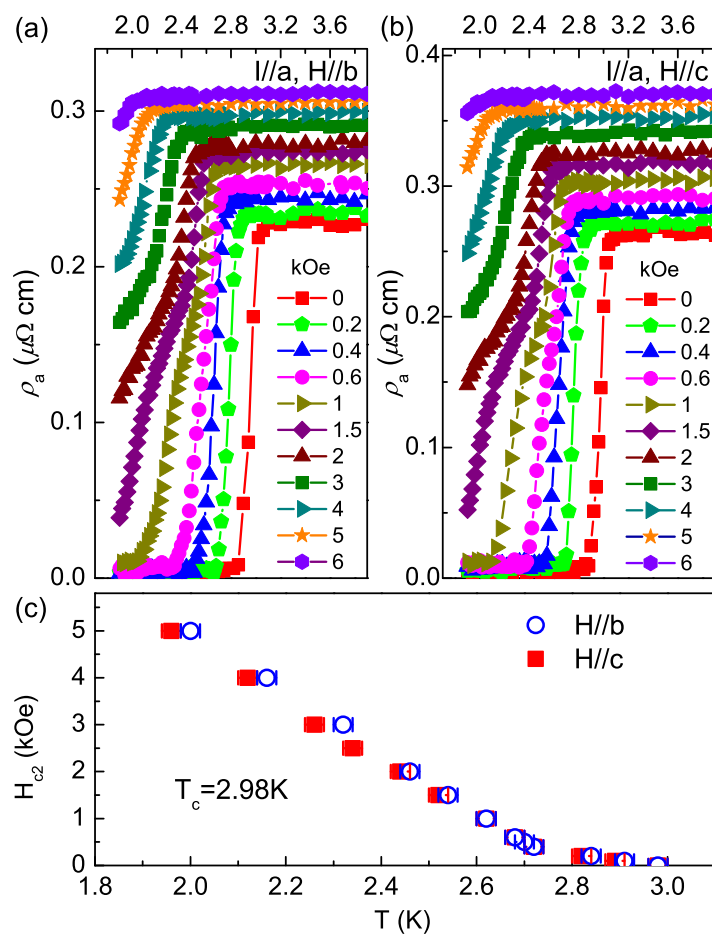 (a)
2.0 2.4 2.8 3.2 3.6
I//a, H//b
0.3
0.2
0.1
0.0
ρa (μΩ cm)
kOe
0
0.2
0.4
0.6
1
1.5
2
3
4
5
6
(b)
2.0 2.4 2.8 3.2 3.6
I//a, H//c
0.4
0.3
0.2
0.1
0.0
ρa (μΩ cm)
kOe
0
0.2
0.4
0.6
1
1.5
2
3
4
5
6
(c)
H//b
H//c
5
4
3
2
1
0
Hc2 (kOe)
Tc=2.98K
1.8 2.0 2.2 2.4 2.6 2.8 3.0
T (K)